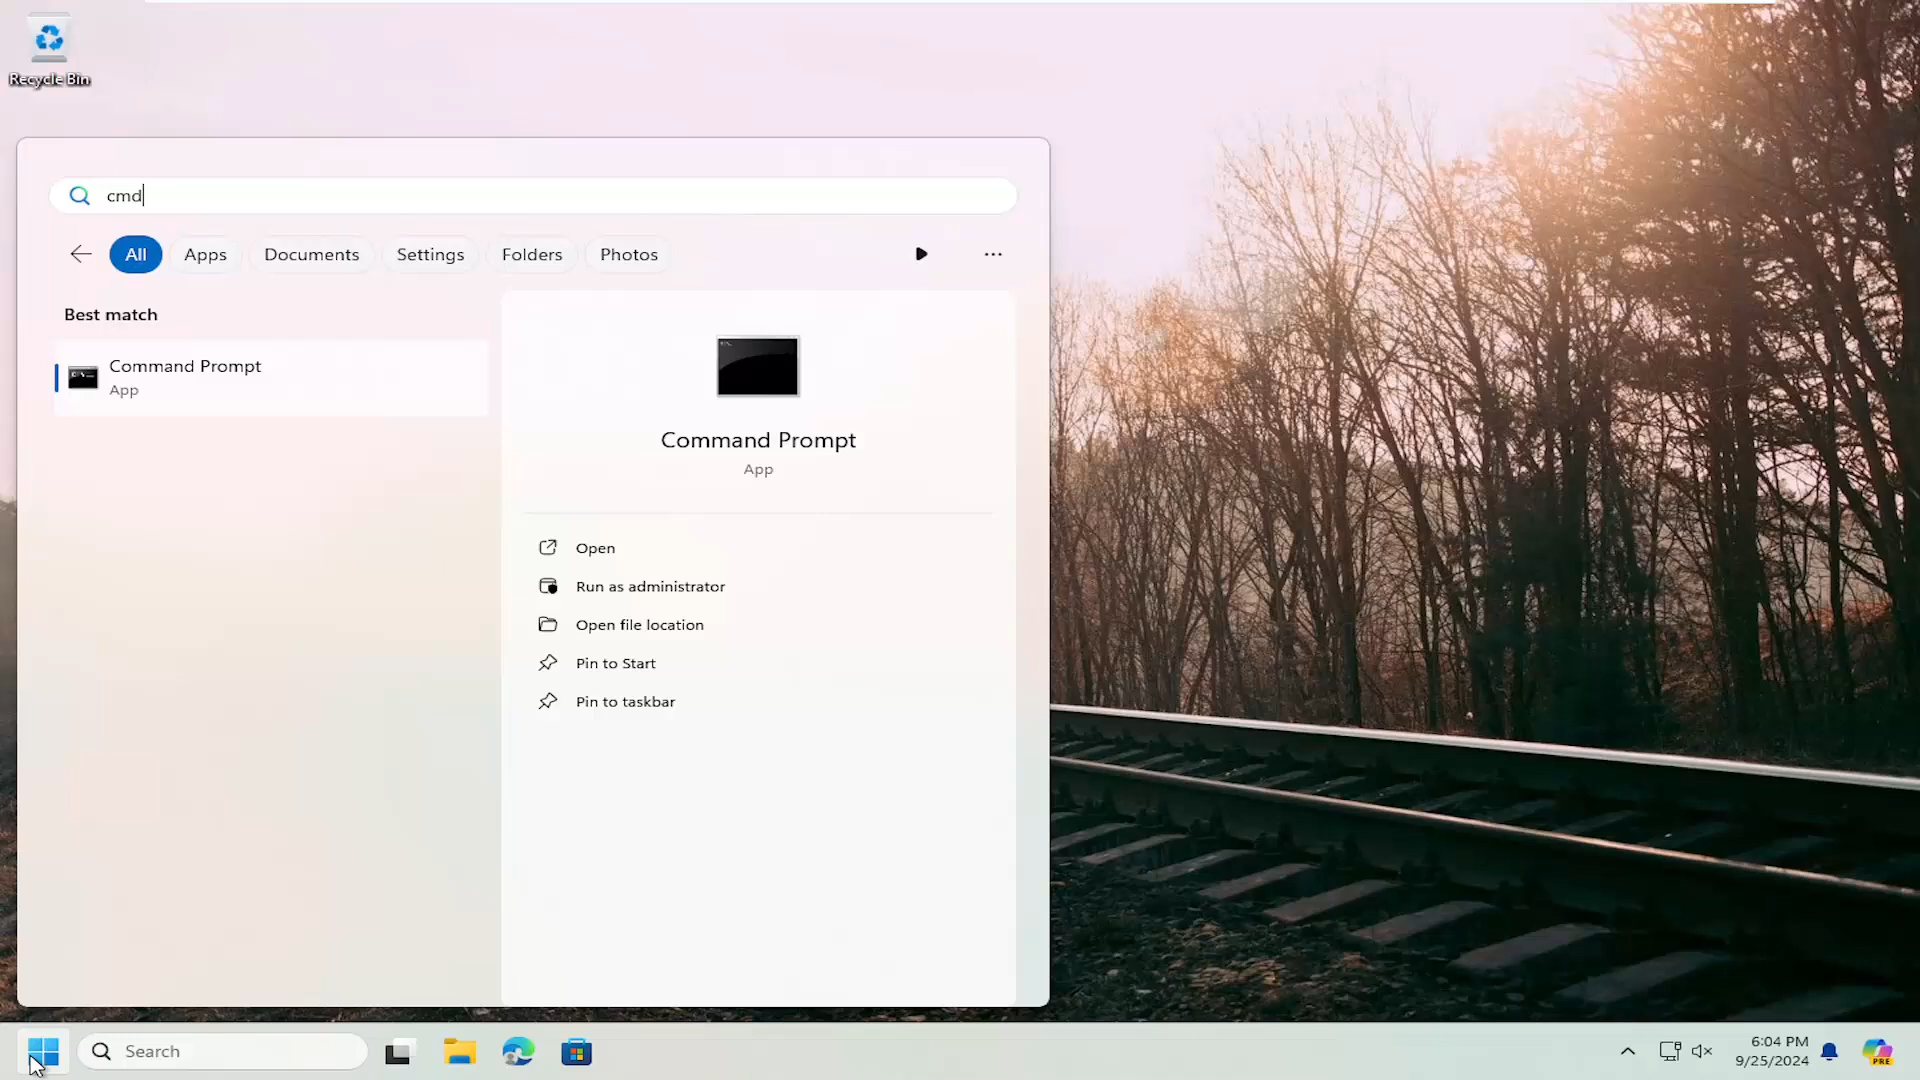 Recycle Bin
cmd
All Apps Documents Settings Folders Photos
Best match
Command Prompt
App
Command Prompt
App
Open
Run as administrator
Open file location
Pin to Start
Pin to taskbar
Search
6:04 PM
9/25/2024
PRE